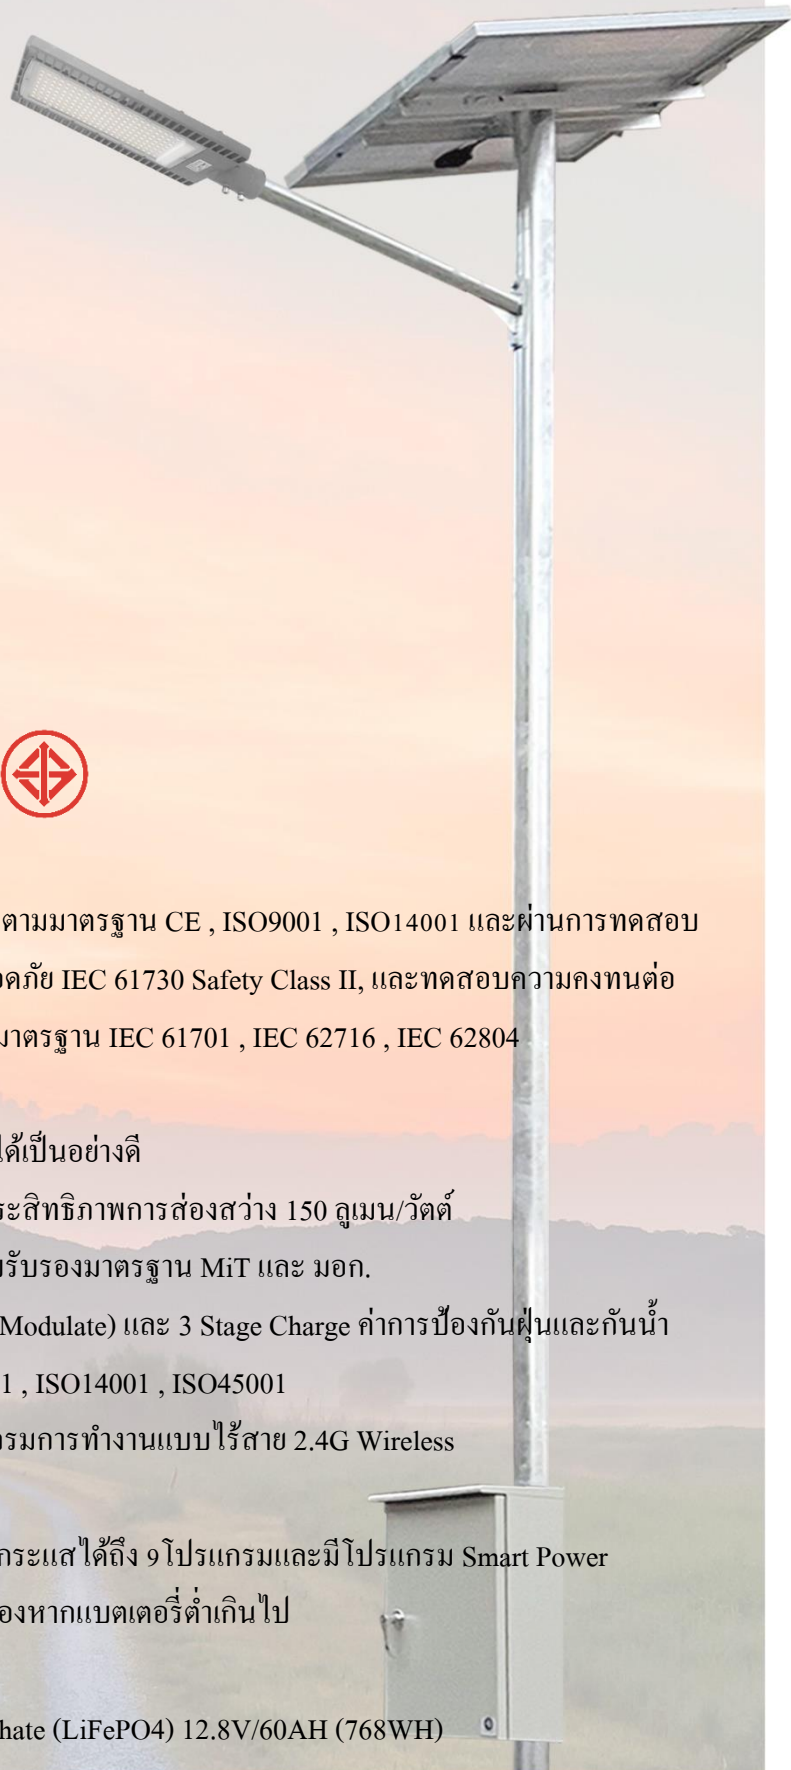 ตามมาตรฐาน CE , ISO9001 , ISO14001 และผ่านการทดสอบ
ดภัย IEC 61730 Safety Class II, และทดสอบความคงทนต่อ
มาตรฐาน IEC 61701 , IEC 62716 , IEC 62804
ได้เป็นอย่างดี
ระสิทธิภาพการส่องสว่าง 150 ลูเมน/วัตต์
รับรองมาตรฐาน MiT และ มอก.
Modulate) และ 3 Stage Charge ค่าการป้องกันฝุ่นและกันน้ำ
1 , ISO14001 , ISO45001
รมการทำงานแบบไร้สาย 2.4G Wireless
กระแสได้ถึง 9โปรแกรมและมีโปรแกรม Smart Power
องหากแบตเตอรี่ต่ำเกินไป
hate (LiFePO4) 12.8V/60AH (768WH)